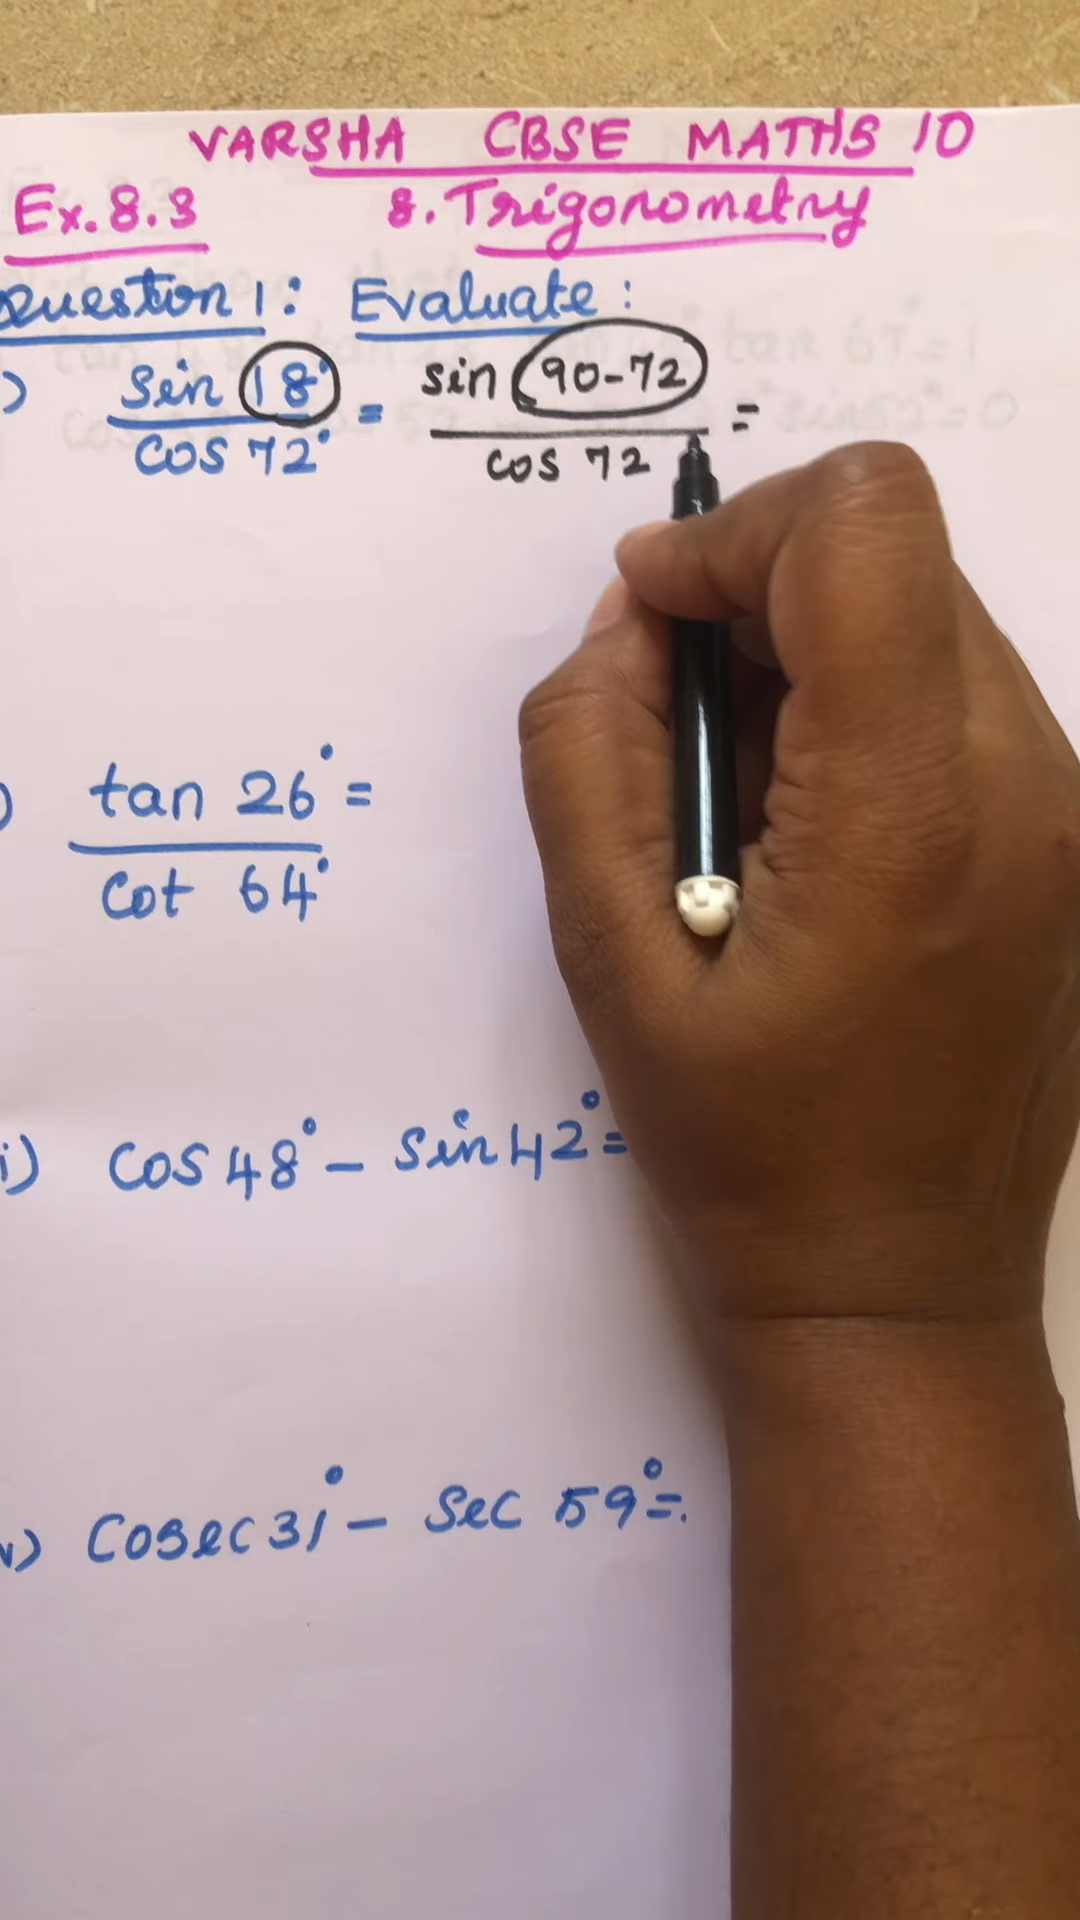 VARSHA CBSE MATHS 10
Ex. 8.3 8. Trigonometry
Question 1: Evaluate:
) sin 18° / cos 72° = sin (90-72) / cos 72 =
) tan 26° / cot 64° =
i) cos 48° - sin 42° =
v) cosec 31° - sec 59° =.